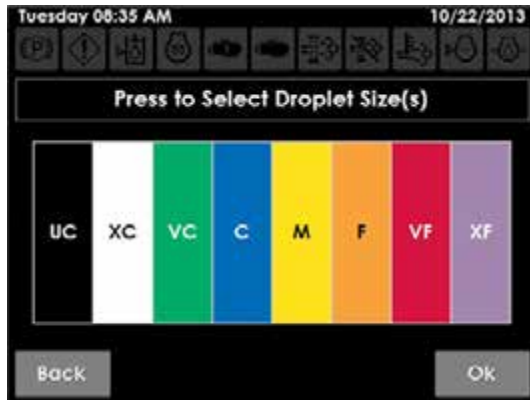 Tuesday 08:35 AM 10/22/2013
Press to Select Droplet Size(s)
UC XC VC C M F VF XF
Back Ok